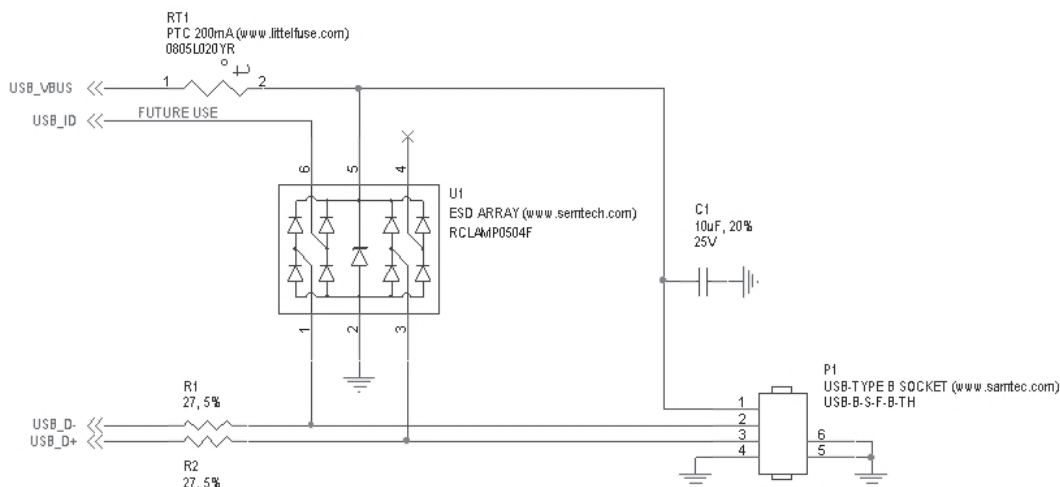 RT1
PTC 200mA (www.littelfuse.com)
0805L020YR
t
1
2
USB_VBUS
USB_ID
FUTURE USE
6
5
4
U1
ESD ARRAY (www.semtech.com)
RCLAMP0504F
C1
10uF, 20%
25V
1
2
3
P1
USB-TYPE B SOCKET (www.samtec.com)
USB-B-S-F-B-TH
R1
27, 5%
USB_D-
USB_D+
R2
27, 5%
1
2
3
4
6
5